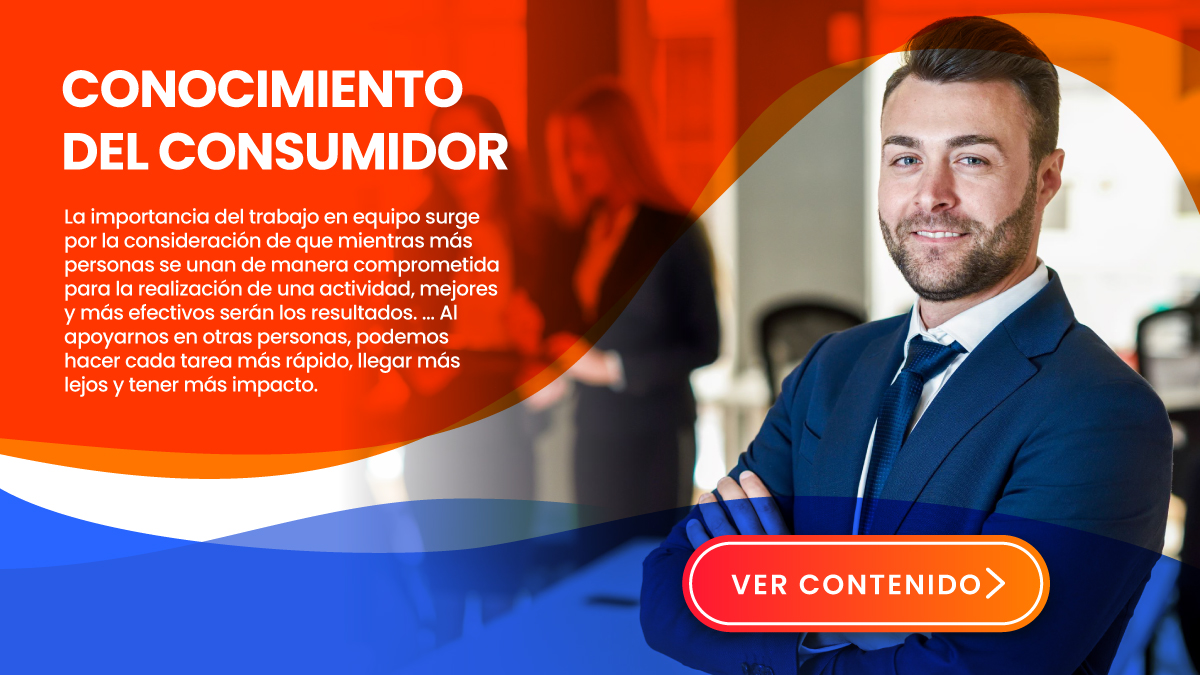 CONOCIMIENTO
DEL CONSUMIDOR
La importancia del trabajo en equipo surge
por la consideración de que mientras más
personas se unan de manera comprometida
para la realización de una actividad, mejores
y más efectivos serán los resultados. ... Al
apoyarnos en otras personas, podemos
hacer cada tarea más rápido, llegar más
lejos y tener más impacto.
VER CONTENIDO